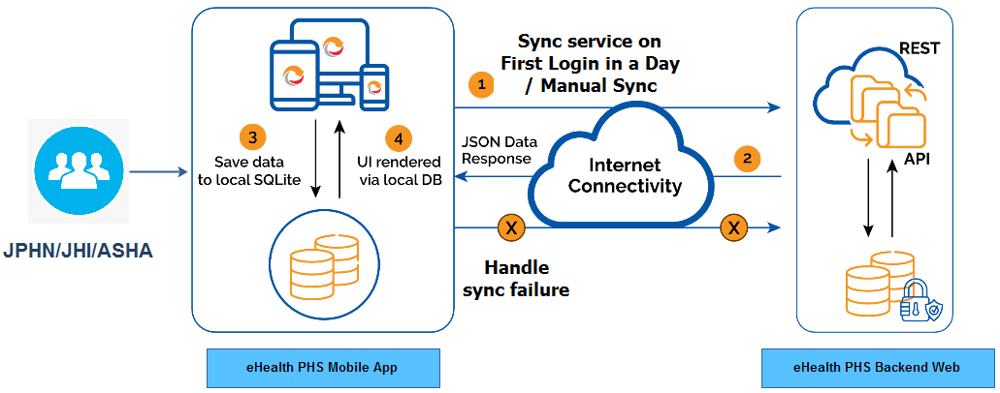 Sync service on
First Login in a Day
/ Manual Sync
1
REST
3
4
Save data
to local SQLite
UI rendered
via local DB
JSON Data
Response
Internet
Connectivity
2
API
JPHN/JHI/ASHA
X
X
Handle
sync failure
eHealth PHS Mobile App
eHealth PHS Backend Web